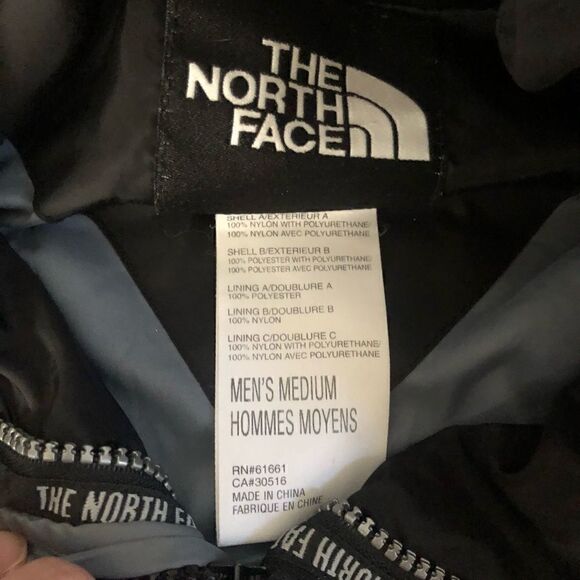 THE
NORTH
FACE
SHELL A/EXTERIEUR A
100% NYLON WITH POLYURETHANE/
100% NYLON AVEC POLYURETHANE
SHELL B/EXTERIEUR B
100% POLYESTER WITH POLYURETHANE/
100% POLYESTER AVEC POLYURETHANE
LINING A/DOUBLURE A
100% POLYESTER
LINING B/DOUBLURE B
100% NYLON
LINING C/DOUBLURE C
100% NYLON WITH POLYURETHANE/
100% NYLON AVEC POLYURETHANE
MEN'S MEDIUM
HOMMES MOYENS
RN#61661
CA#30516
MADE IN CHINA
FABRIQUE EN CHINE
THE NORTH FA
NORTH FA